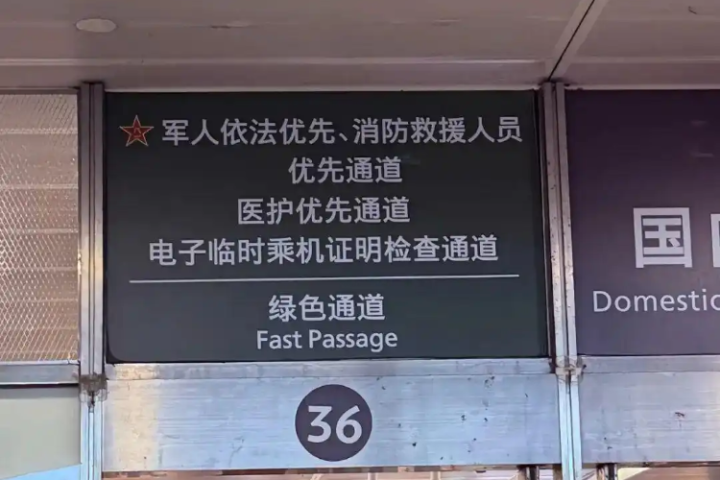 军人依法优先、消防救援人员
优先通道
医护优先通道
电子临时乘机证明检查通道
绿色通道
Fast Passage
36
国
Domestic